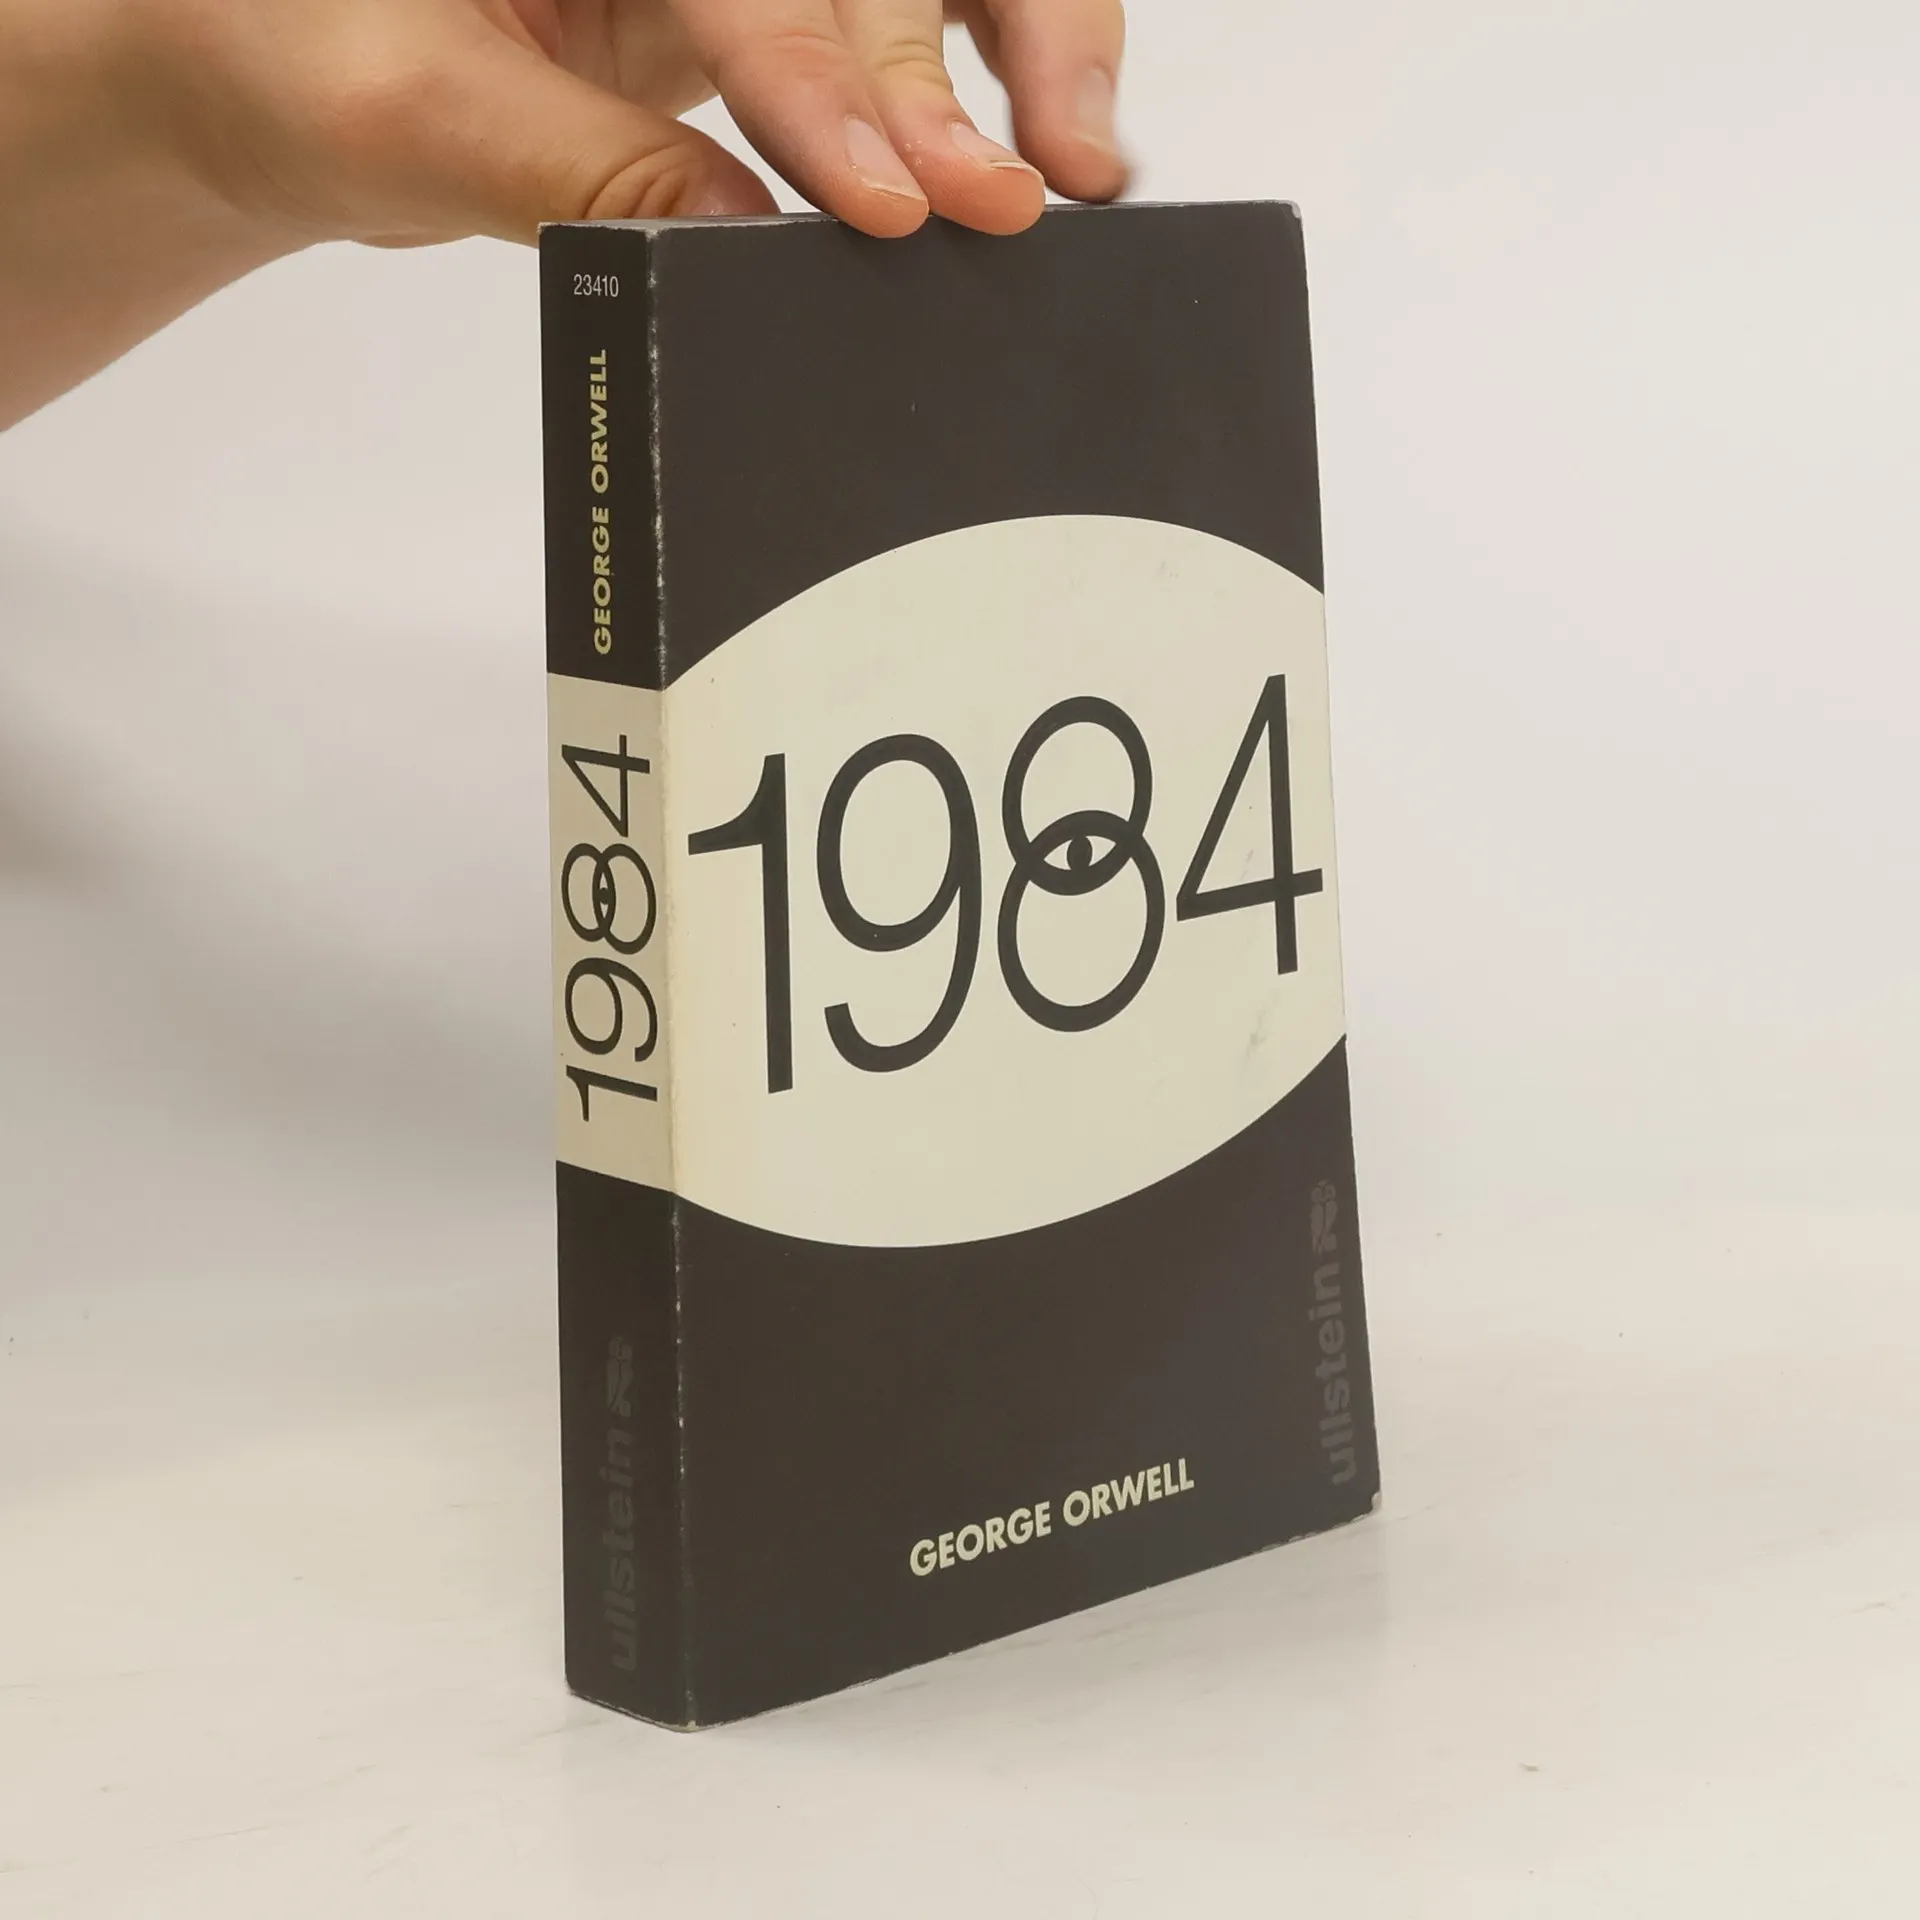 23410
GEORGE ORWELL
1984
ullstein
1984
GEORGE ORWELL
ullstein